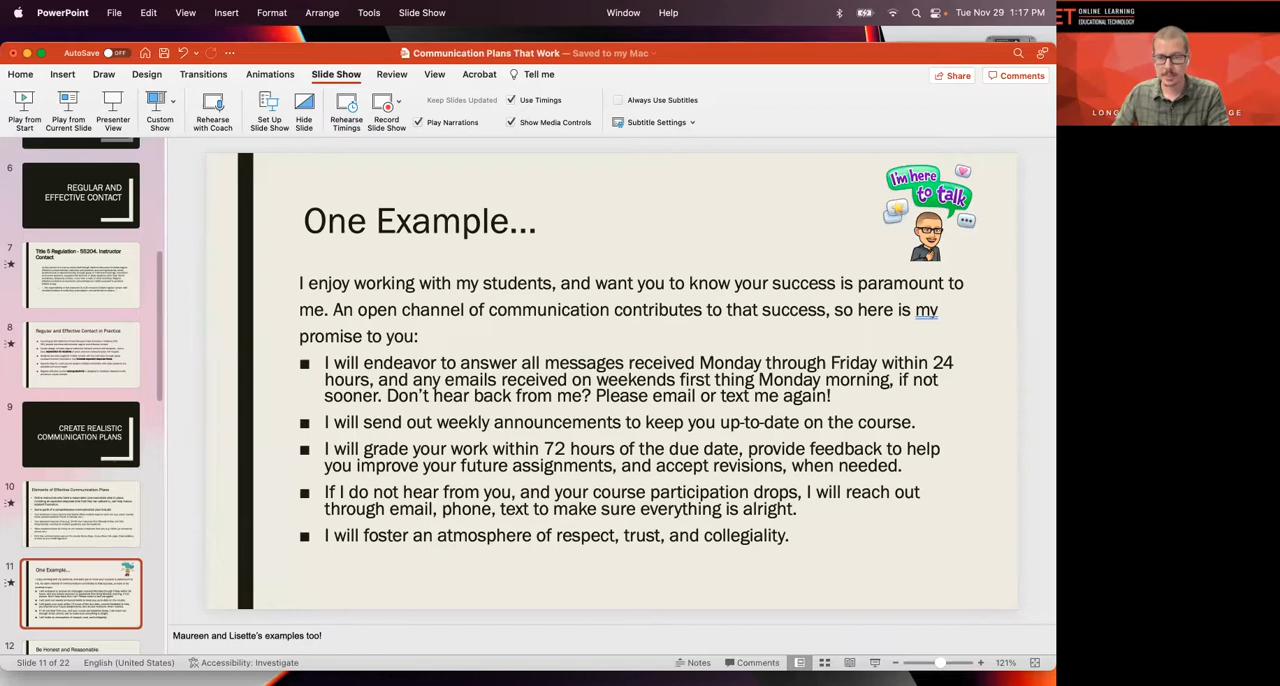 PowerPoint File Edit View Insert Format Arrange Tools Slide Show Window Help Tue Nov 29 1:17 PM
ONLINE LEARNING
EDUCATIONAL TECHNOLOGY
AutoSave OFF Communication Plans That Work — Saved to my Mac
Home Insert Draw Design Transitions Animations Slide Show Review View Acrobat Tell me Share Comments
Play from Start
Play from Current Slide
Presenter View
Custom Show
Rehearse with Coach
Set Up Slide Show
Hide Slide
Rehearse Timings
Record Slide Show
Keep Slides Updated
Use Timings
Play Narrations
Show Media Controls
Always Use Subtitles
Subtitle Settings
6
REGULAR AND
EFFECTIVE CONTACT
7
Title 5 Regulation - 55204. Instructor
Contact
8
Regular and Effective Contact in Practice
9
CREATE REALISTIC
COMMUNICATION PLANS
10
Elements of Effective Communication Plans
11
One Example...
12
Be Honest and Reasonable
I'm here
to talk
One Example...
I enjoy working with my students, and want you to know your success is paramount to
me. An open channel of communication contributes to that success, so here is my
promise to you:
■ I will endeavor to answer all messages received Monday through Friday within 24
hours, and any emails received on weekends first thing Monday morning, if not
sooner. Don't hear back from me? Please email or text me again!
■ I will send out weekly announcements to keep you up-to-date on the course.
■ I will grade your work within 72 hours of the due date, provide feedback to help
you improve your future assignments, and accept revisions, when needed.
■ If I do not hear from you, and your course participation drops, I will reach out
through email, phone, text to make sure everything is alright.
■ I will foster an atmosphere of respect, trust, and collegiality.
Maureen and Lisette's examples too!
Slide 11 of 22 English (United States) Accessibility: Investigate Notes Comments 121%